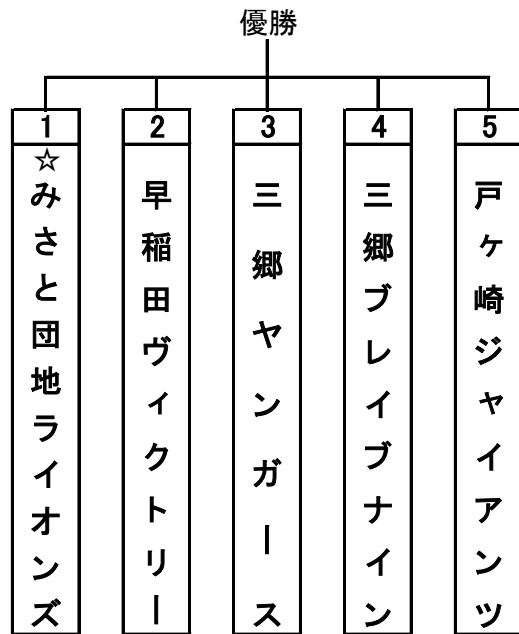 優勝
1
☆みさと団地ライオンズ
2
早稲田ヴィクトリー
3
三郷ヤンガース
4
三郷ブレイブナイン
5
戸ヶ崎ジャイアンツ